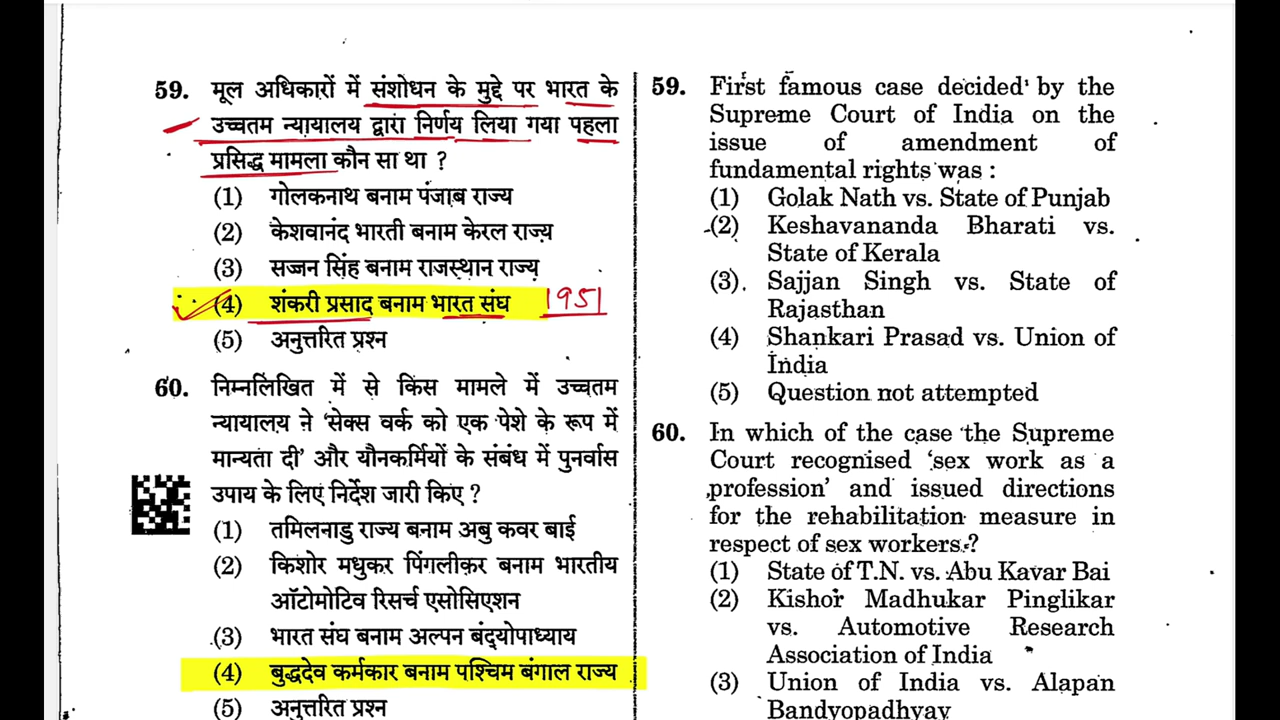 59. मूल अधिकारों में संशोधन के मुद्दे पर भारत के
उच्चतम न्यायालय द्वारा निर्णय लिया गया पहला
प्रसिद्ध मामला कौन सा था ?
(1) गोलकनाथ बनाम पंजाब राज्य
(2) केशवानंद भारती बनाम केरल राज्य
(3) सज्जन सिंह बनाम राजस्थान राज्य
(4) शंकरी प्रसाद बनाम भारत संघ 1951
(5) अनुत्तरित प्रश्न
60. निम्नलिखित में से किस मामले में उच्चतम
न्यायालय ने ‘सेक्स वर्क को एक पेशे के रूप में
मान्यता दी’ और यौनकर्मियों के संबंध में पुनर्वास
उपाय के लिए निर्देश जारी किए ?
(1) तमिलनाडु राज्य बनाम अबु कवर बाई
(2) किशोर मधुकर पिंगलीकर बनाम भारतीय
ऑटोमोटिव रिसर्च एसोसिएशन
(3) भारत संघ बनाम अल्पन बंद्योपाध्याय
(4) बुद्धदेव कर्मकार बनाम पश्चिम बंगाल राज्य
(5) अनुत्तरित प्रश्न
59. First famous case decided by the
Supreme Court of India on the
issue of amendment of
fundamental rights was :
(1) Golak Nath vs. State of Punjab
(2) Keshavananda Bharati vs.
State of Kerala
(3) Sajjan Singh vs. State of
Rajasthan
(4) Shankari Prasad vs. Union of
India
(5) Question not attempted
60. In which of the case the Supreme
Court recognised ‘sex work as a
profession’ and issued directions
for the rehabilitation measure in
respect of sex workers ?
(1) State of T.N. vs. Abu Kavar Bai
(2) Kishor Madhukar Pinglikar
vs. Automotive Research
Association of India
(3) Union of India vs. Alapan
Bandyopadhyay